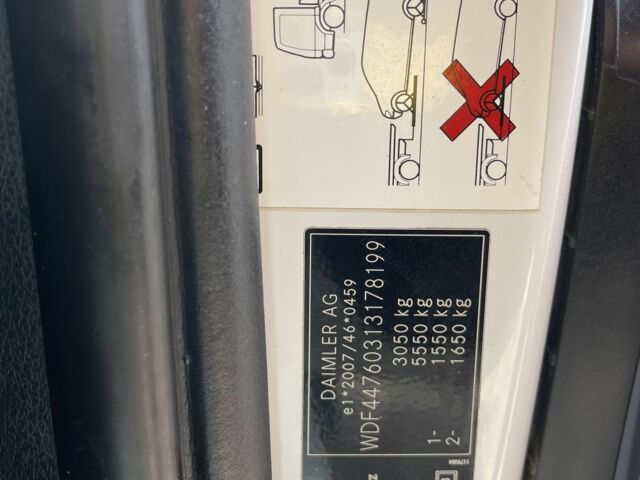 DAIMLER AG
e1*2007/46*0459
WDF44760313178199
3050 kg
5550 kg
1- 1550 kg
2- 1650 kg